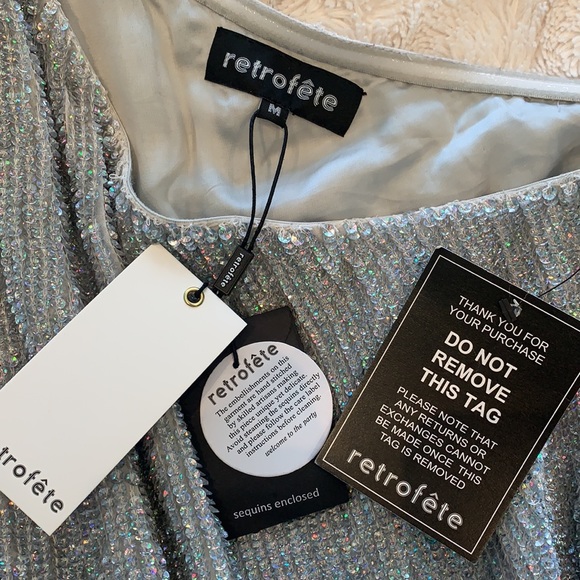 retrofête
M
retrofête
trofête
retrofête
The embellishments on this
garment are hand stitched
by skilled artisans making
this piece unique yet delicate.
Avoid steaming the sequins directly
and please follow the care label
instructions before cleaning.
welcome to the party
sequins enclosed
THANK YOU FOR
YOUR PURCHASE
DO NOT
REMOVE
THIS TAG
PLEASE NOTE THAT
ANY RETURNS OR
EXCHANGES CANNOT
BE MADE ONCE THIS
TAG IS REMOVED
retrofête